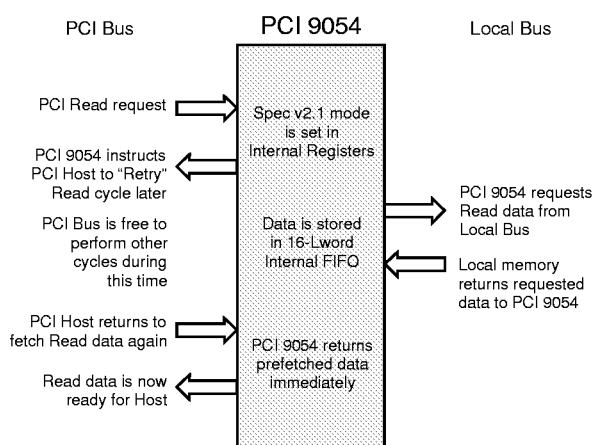 PCI Bus
PCI 9054
Local Bus
PCI Read request
Spec v2.1 mode
is set in
Internal Registers
PCI 9054 instructs
PCI Host to “Retry”
Read cycle later
PCI 9054 requests
Read data from
Local Bus
PCI Bus is free to
perform other
cycles during
this time
Data is stored
in 16-Lword
Internal FIFO
Local memory
returns requested
data to PCI 9054
PCI Host returns to
fetch Read data again
PCI 9054 returns
prefetched data
immediately
Read data is now
ready for Host